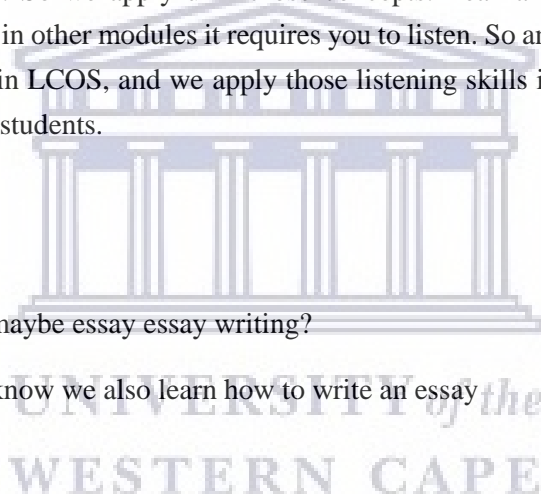 in other modules it requires you to listen. So an
in LCOS, and we apply those listening skills i
students.
maybe essay essay writing?
know we also learn how to write an essay
UNIVERSITY of the
WESTERN CAPE